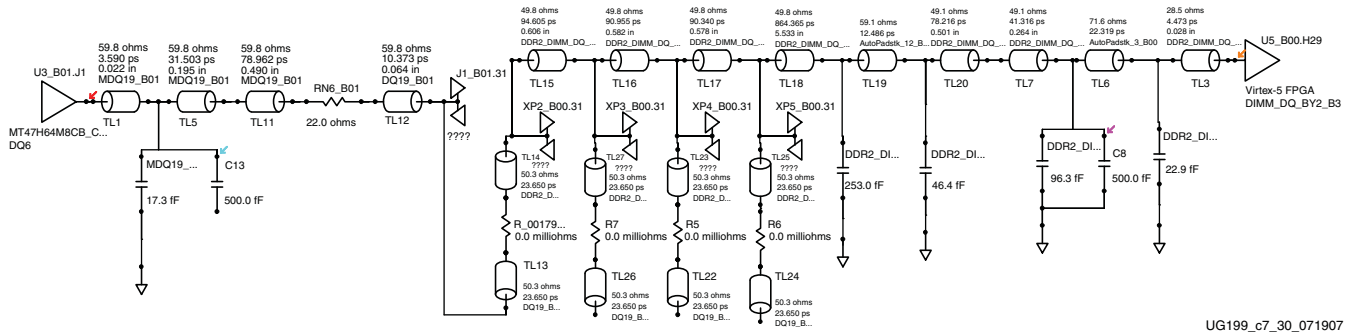 U3_B01.J1
MT47H64M8CB_C...
DQ6
59.8 ohms
3.590 ps
0.022 in
MDQ19_B01
TL1
59.8 ohms
31.503 ps
0.195 in
MDQ19_B01
TL5
59.8 ohms
78.962 ps
0.490 in
MDQ19_B01
TL11
RN6_B01
22.0 ohms
59.8 ohms
10.373 ps
0.064 in
DQ19_B01
TL12
J1_B01.31
????
MDQ19_...
17.3 fF
C13
500.0 fF
49.8 ohms
94.605 ps
0.606 in
DDR2_DIMM_DQ_...
TL15
49.8 ohms
90.955 ps
0.582 in
DDR2_DIMM_DQ_...
TL16
49.8 ohms
90.340 ps
0.578 in
DDR2_DIMM_DQ_...
TL17
49.8 ohms
864.365 ps
5.533 in
DDR2_DIMM_DQ_...
TL18
59.1 ohms
12.486 ps
AutoPadstk_12_B...
TL19
49.1 ohms
78.216 ps
0.501 in
DDR2_DIMM_DQ_...
TL20
49.1 ohms
41.316 ps
0.264 in
DDR2_DIMM_DQ_...
TL7
71.6 ohms
22.319 ps
AutoPadstk_3_B00
TL6
28.5 ohms
4.473 ps
0.028 in
DDR2_DIMM_DQ_...
TL3
U5_B00.H29
Virtex-5 FPGA
DIMM_DQ_BY2_B3
XP2_B00.31
XP3_B00.31
XP4_B00.31
XP5_B00.31
TL14
????
50.3 ohms
23.650 ps
DDR2_D...
R_00179...
0.0 milliohms
TL13
50.3 ohms
23.650 ps
DQ19_B...
TL27
????
50.3 ohms
23.650 ps
DDR2_D...
R7
0.0 milliohms
TL26
50.3 ohms
23.650 ps
DQ19_B...
TL23
????
50.3 ohms
23.650 ps
DDR2_D...
R5
0.0 milliohms
TL22
50.3 ohms
23.650 ps
DQ19_B...
TL25
????
50.3 ohms
23.650 ps
DDR2_D...
R6
0.0 milliohms
TL24
50.3 ohms
23.650 ps
DQ19_B...
DDR2_DI...
253.0 fF
DDR2_DI...
46.4 fF
DDR2_DI...
96.3 fF
C8
500.0 fF
DDR2_DI...
22.9 fF
UG199_c7_30_071907